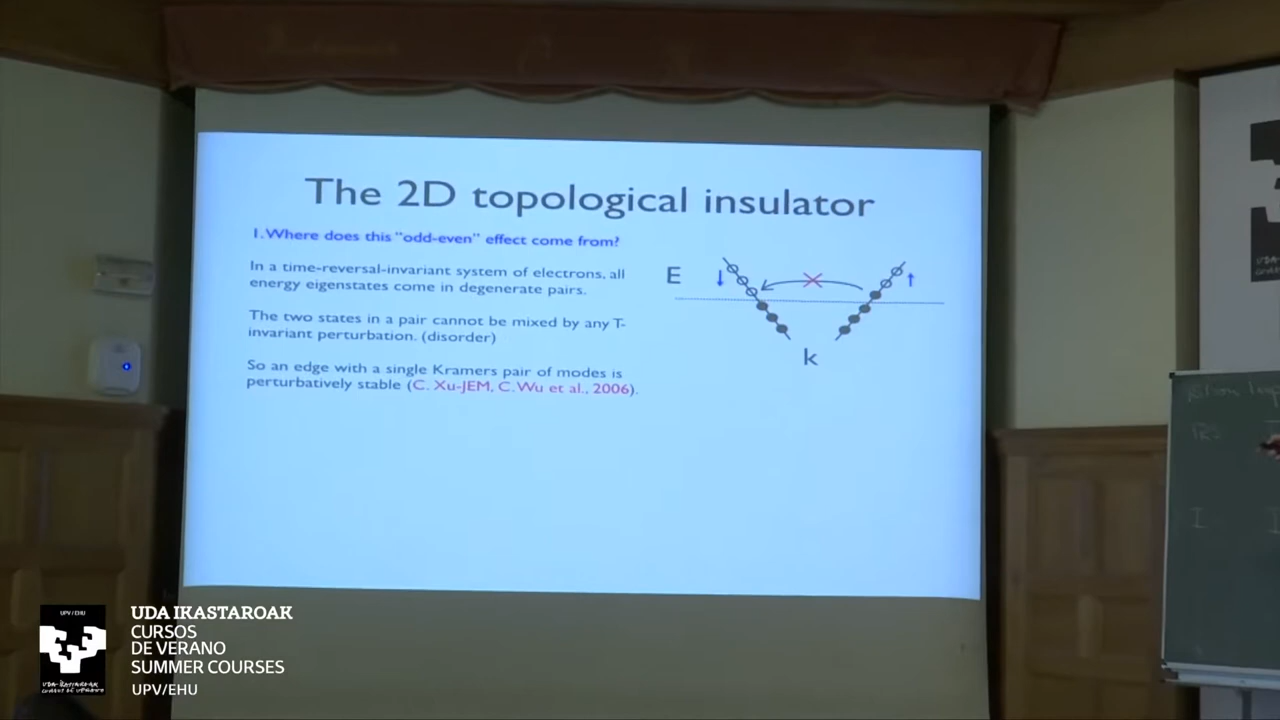 The 2D topological insulator
1. Where does this "odd-even" effect come from?
In a time-reversal-invariant system of electrons, all
energy eigenstates come in degenerate pairs.
The two states in a pair cannot be mixed by any T-
invariant perturbation. (disorder)
So an edge with a single Kramers pair of modes is
perturbatively stable (C. Xu-JEM, C. Wu et al., 2006).
E
k
UPV/EHU
UDA IKASTAROAK
CURSOS
DE VERANO
SUMMER COURSES
UPV/EHU